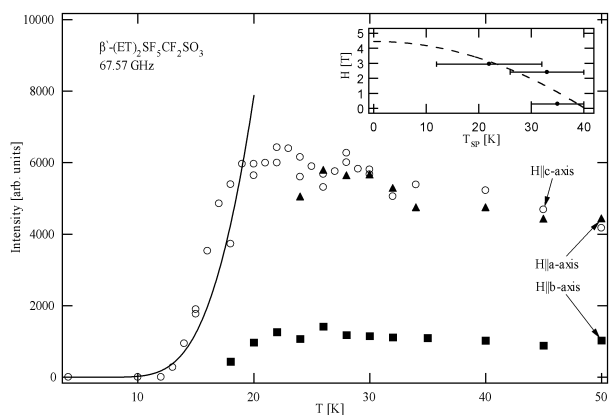 10000
8000
6000
4000
2000
0
Intensity [arb. units]
β`-(ET)₂SF₅CF₂SO₃
67.57 GHz
5
4
3
2
1
0
H [T]
0 10 20 30 40
T_SP [K]
H||c-axis
H||a-axis
H||b-axis
10 20 30 40 50
T [K]